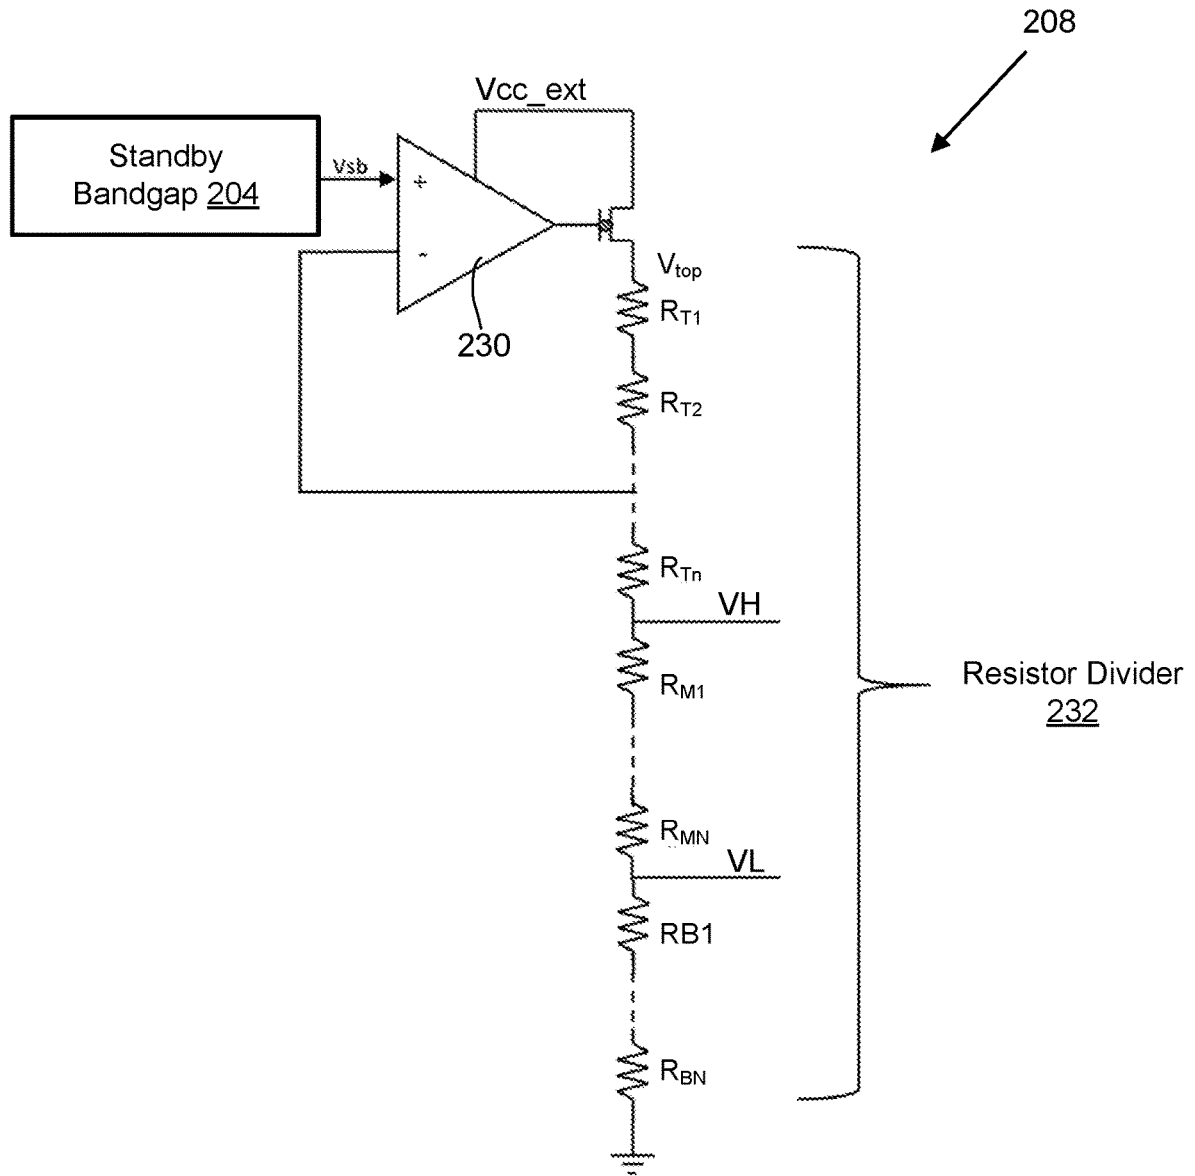 208
Vcc_ext
Standby
Bandgap 204
Vsb
+
-
230
Vtop
RT1
RT2
RTn
VH
RM1
Resistor Divider
232
RMN
VL
RB1
RBN